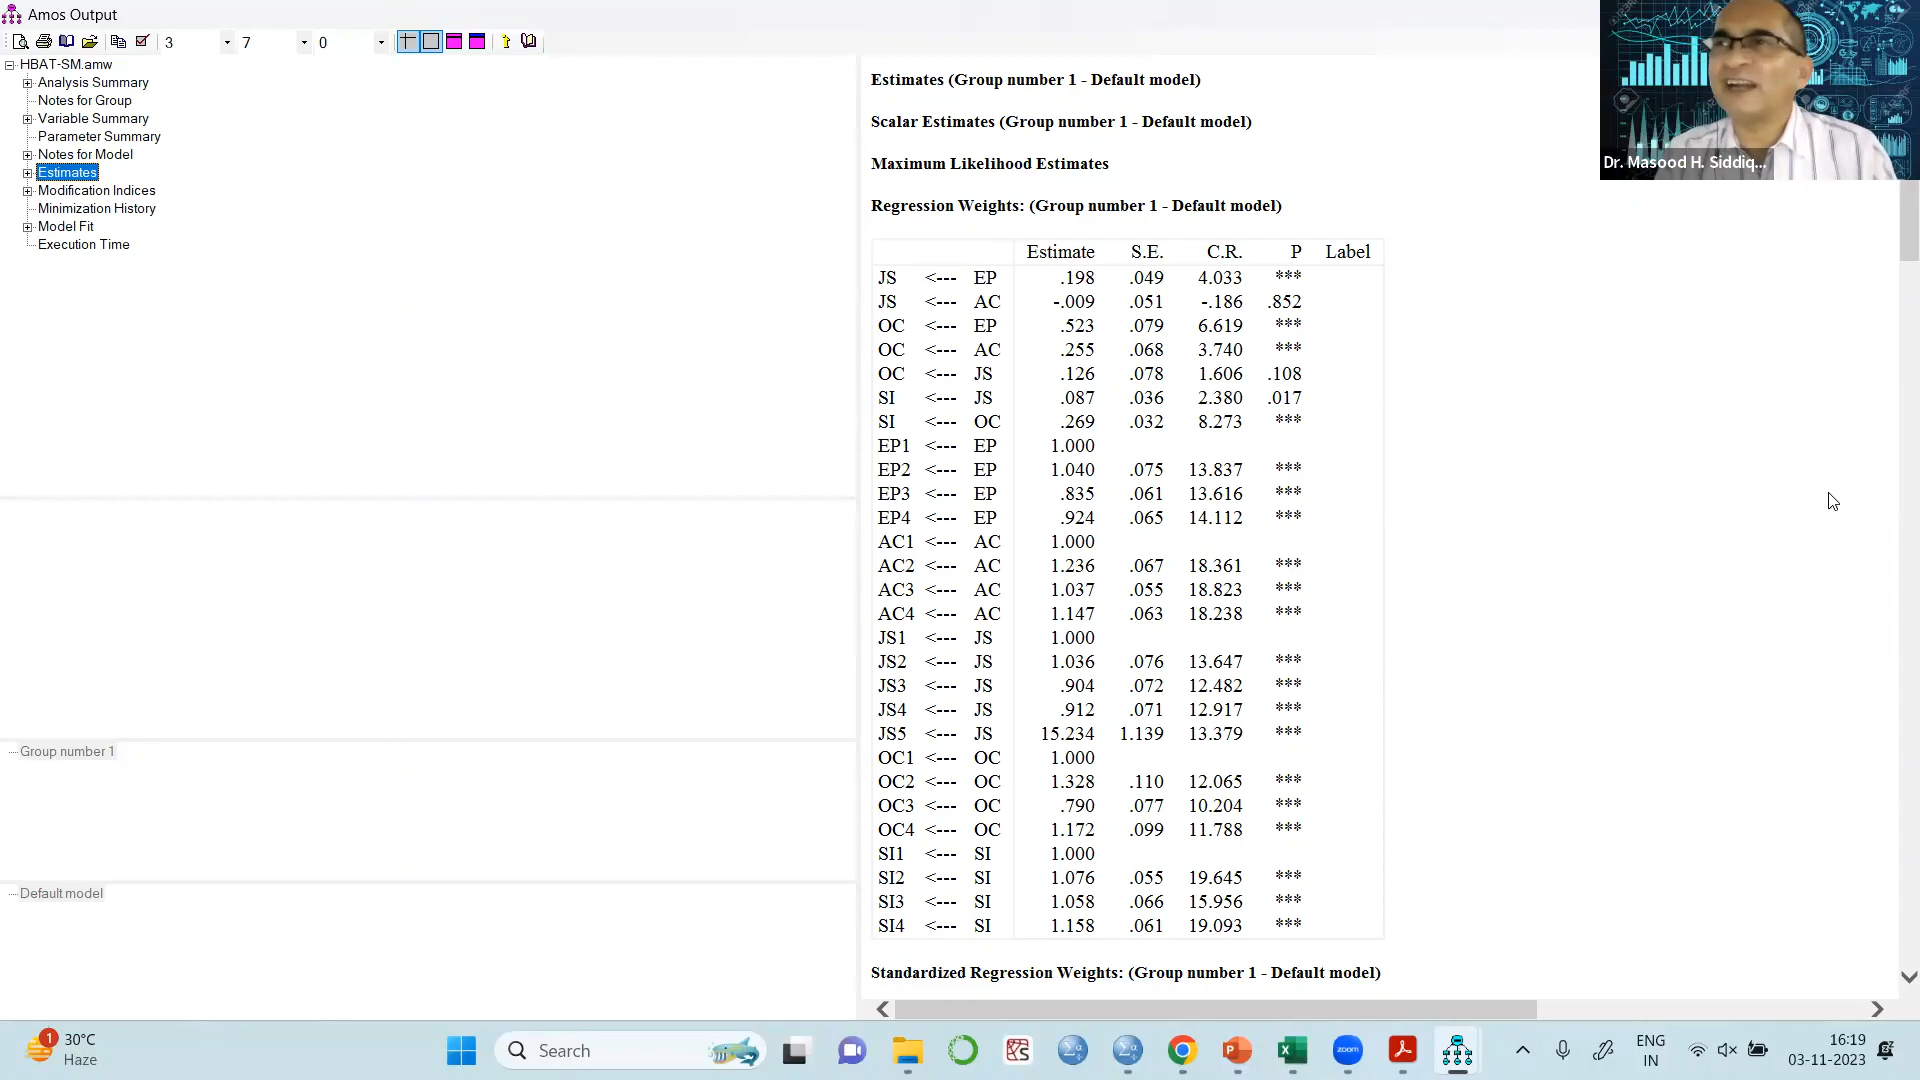 Amos Output
3 7 0
HBAT-SM.amw
Analysis Summary
Notes for Group
Variable Summary
Parameter Summary
Notes for Model
Estimates
Modification Indices
Minimization History
Model Fit
Execution Time
Group number 1
Default model
Estimates (Group number 1 - Default model)
Scalar Estimates (Group number 1 - Default model)
Maximum Likelihood Estimates
Regression Weights: (Group number 1 - Default model)
Estimate S.E. C.R. P Label
JS <--- EP .198 .049 4.033 ***
JS <--- AC -.009 .051 -.186 .852
OC <--- EP .523 .079 6.619 ***
OC <--- AC .255 .068 3.740 ***
OC <--- JS .126 .078 1.606 .108
SI <--- JS .087 .036 2.380 .017
SI <--- OC .269 .032 8.273 ***
EP1 <--- EP 1.000
EP2 <--- EP 1.040 .075 13.837 ***
EP3 <--- EP .835 .061 13.616 ***
EP4 <--- EP .924 .065 14.112 ***
AC1 <--- AC 1.000
AC2 <--- AC 1.236 .067 18.361 ***
AC3 <--- AC 1.037 .055 18.823 ***
AC4 <--- AC 1.147 .063 18.238 ***
JS1 <--- JS 1.000
JS2 <--- JS 1.036 .076 13.647 ***
JS3 <--- JS .904 .072 12.482 ***
JS4 <--- JS .912 .071 12.917 ***
JS5 <--- JS 15.234 1.139 13.379 ***
OC1 <--- OC 1.000
OC2 <--- OC 1.328 .110 12.065 ***
OC3 <--- OC .790 .077 10.204 ***
OC4 <--- OC 1.172 .099 11.788 ***
SI1 <--- SI 1.000
SI2 <--- SI 1.076 .055 19.645 ***
SI3 <--- SI 1.058 .066 15.956 ***
SI4 <--- SI 1.158 .061 19.093 ***
Standardized Regression Weights: (Group number 1 - Default model)
Dr. Masood H. Siddiq...
1
30°C
Haze
Search
zoom
ENG
IN
16:19
03-11-2023